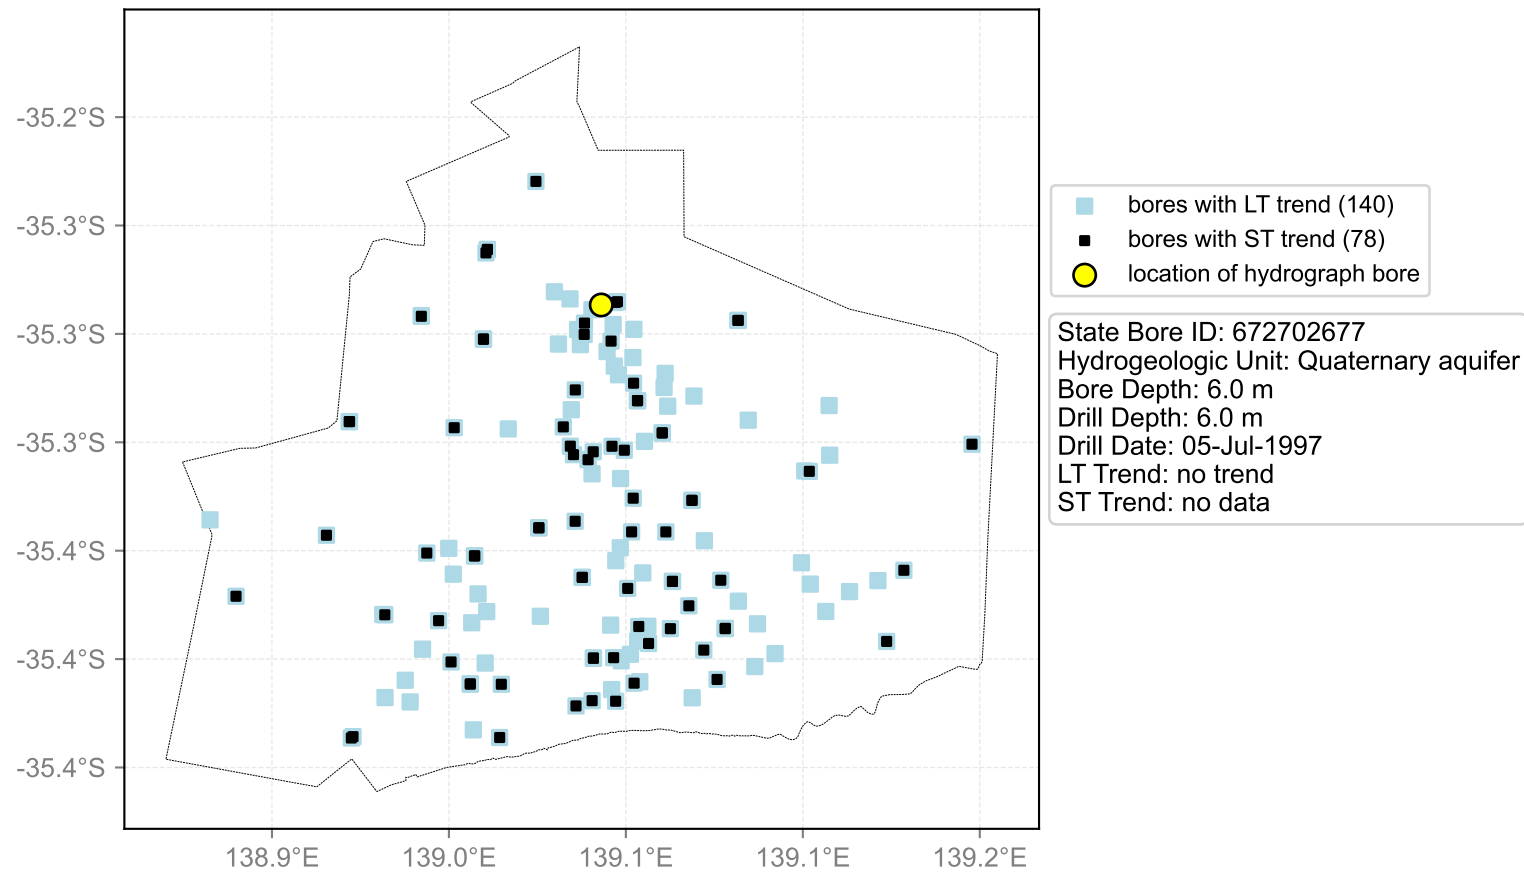 -35.2°S
-35.3°S
-35.3°S
-35.3°S
-35.4°S
-35.4°S
-35.4°S
138.9°E
139.0°E
139.1°E
139.1°E
139.2°E
bores with LT trend (140)
bores with ST trend (78)
location of hydrograph bore
State Bore ID: 672702677
Hydrogeologic Unit: Quaternary aquifer
Bore Depth: 6.0 m
Drill Depth: 6.0 m
Drill Date: 05-Jul-1997
LT Trend: no trend
ST Trend: no data